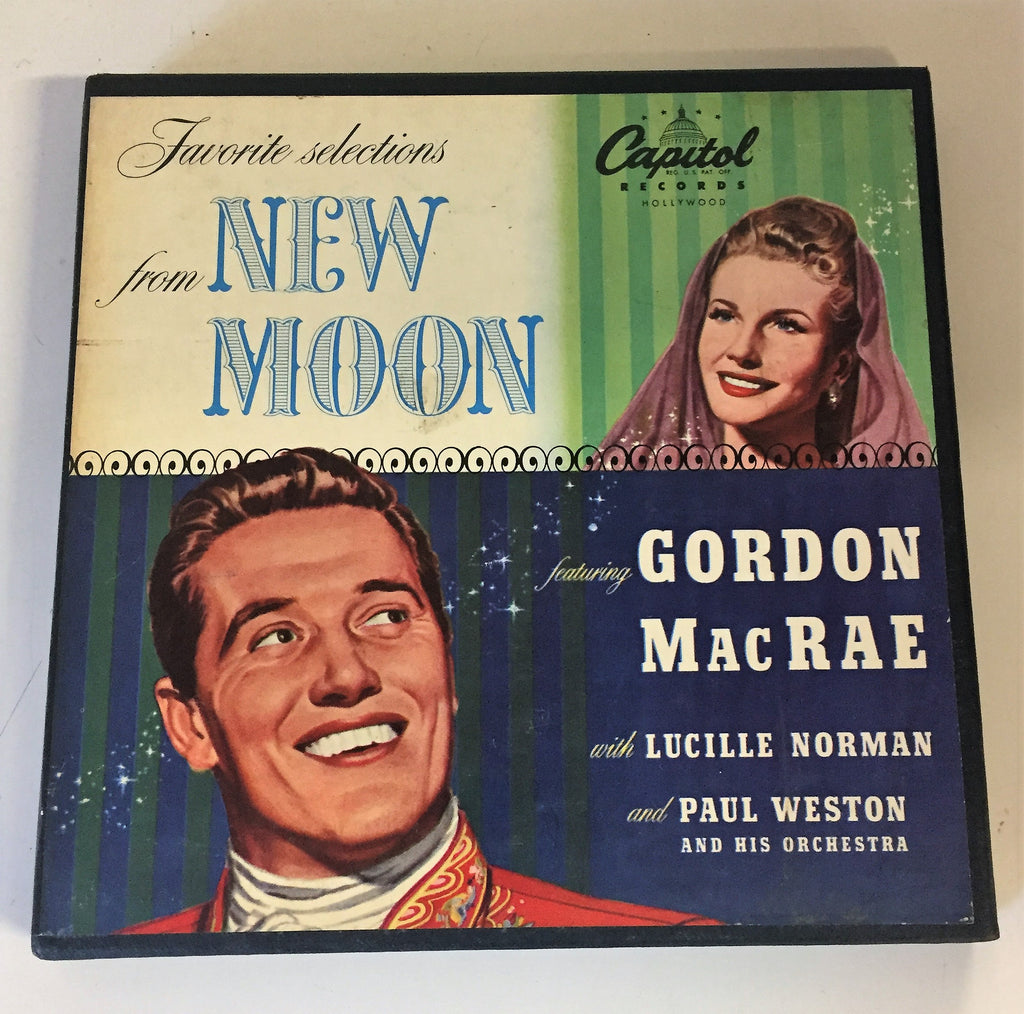 Favorite selections
from NEW
MOON
Capitol
REG. U.S. PAT. OFF.
RECORDS
HOLLYWOOD
featuring GORDON
MACRAE
with LUCILLE NORMAN
and PAUL WESTON
AND HIS ORCHESTRA